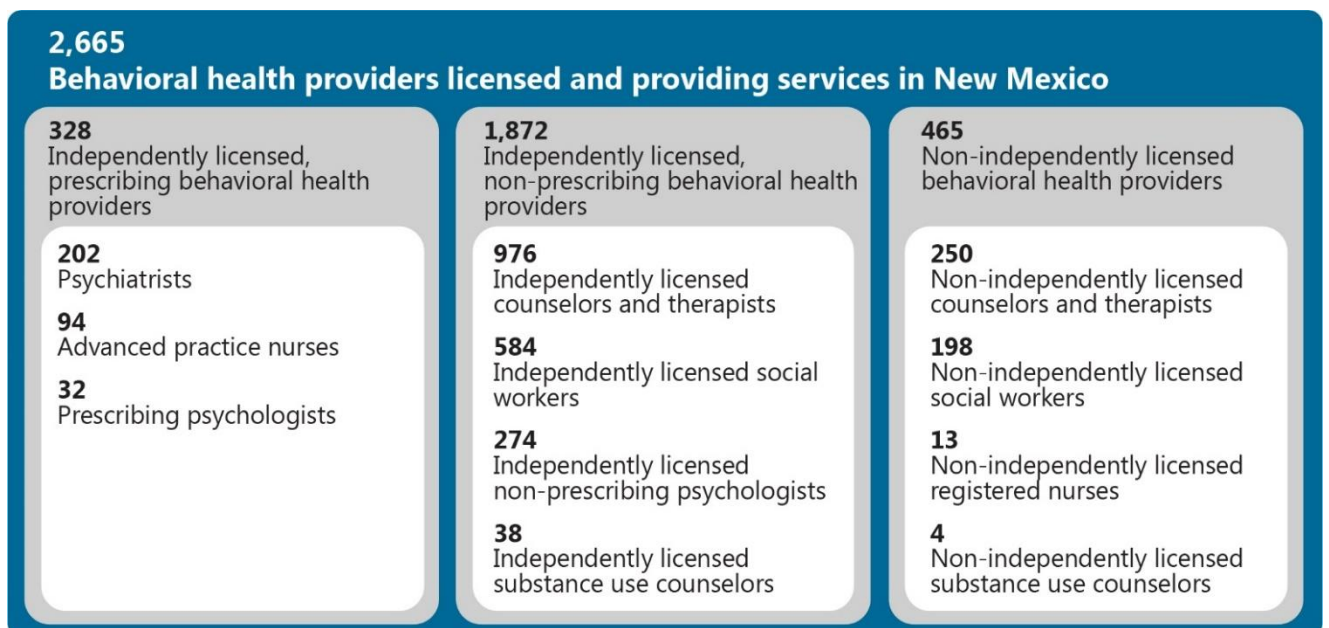 2,665
Behavioral health providers licensed and providing services in New Mexico
328
Independently licensed,
prescribing behavioral health
providers
202
Psychiatrists
94
Advanced practice nurses
32
Prescribing psychologists
1,872
Independently licensed,
non-prescribing behavioral health
providers
976
Independently licensed
counselors and therapists
584
Independently licensed social
workers
274
Independently licensed
non-prescribing psychologists
38
Independently licensed
substance use counselors
465
Non-independently licensed
behavioral health providers
250
Non-independently licensed
counselors and therapists
198
Non-independently licensed
social workers
13
Non-independently licensed
registered nurses
4
Non-independently licensed
substance use counselors